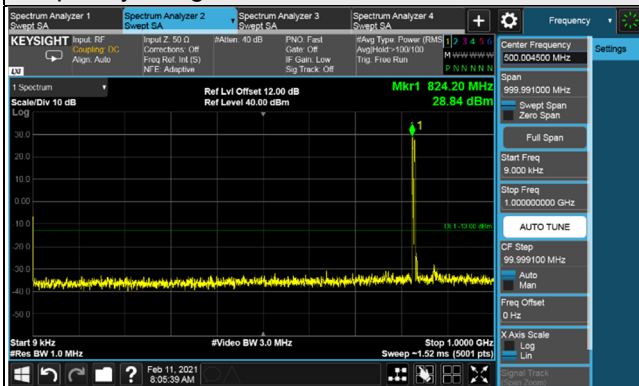 Spectrum Analyzer 1
Swept SA
Spectrum Analyzer 2
Swept SA
Spectrum Analyzer 3
Swept SA
Spectrum Analyzer 4
Swept SA
+
Frequency
KEYSIGHT
Input: RF
Coupling: DC
Align: Auto
Input Z: 50 Ω
Corrections: Off
Freq Ref: Int (S)
NFE: Adaptive
#Atten: 40 dB
PNO: Fast
Gate: Off
IF Gain: Low
Sig Track: Off
#Avg Type: Power (RMS
Avg|Hold:>100/100
Trig: Free Run
1 2 3 4 5 6
M W W W W W
P N N N N N
LXI
1 Spectrum
Scale/Div 10 dB
Log
Ref Lvl Offset 12.00 dB
Ref Level 40.00 dBm
Mkr1 824.20 MHz
28.84 dBm
1
30.0
20.0
10.0
0.00
-10.0
DL1 -13.00 dBm
-20.0
-30.0
-40.0
-50.0
Start 9 kHz
#Res BW 1.0 MHz
#Video BW 3.0 MHz
Stop 1.0000 GHz
Sweep ~1.52 ms (5001 pts)
Center Frequency
500.004500 MHz
Settings
Span
999.991000 MHz
Swept Span
Zero Span
Full Span
Start Freq
9.000 kHz
Stop Freq
1.000000000 GHz
AUTO TUNE
CF Step
99.999100 MHz
Auto
Man
Freq Offset
0 Hz
X Axis Scale
Log
Lin
Signal Track
(Span Zoom)
?
Feb 11, 2021
8:05:39 AM